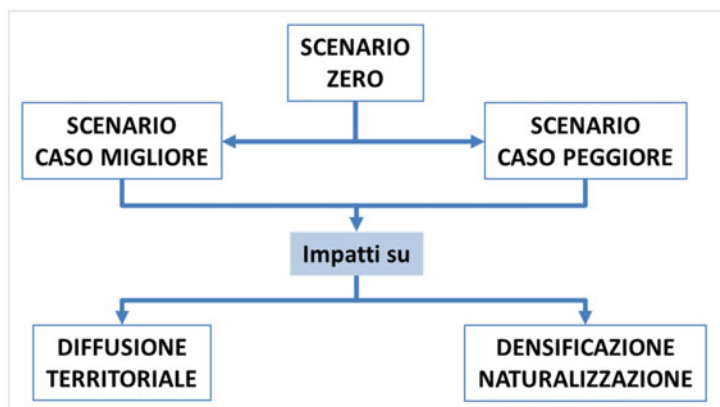 SCENARIO
ZERO
SCENARIO
CASO MIGLIORE
SCENARIO
CASO PEGGIORE
Impatti su
DIFFUSIONE
TERRITORIALE
DENSIFICAZIONE
NATURALIZZAZIONE